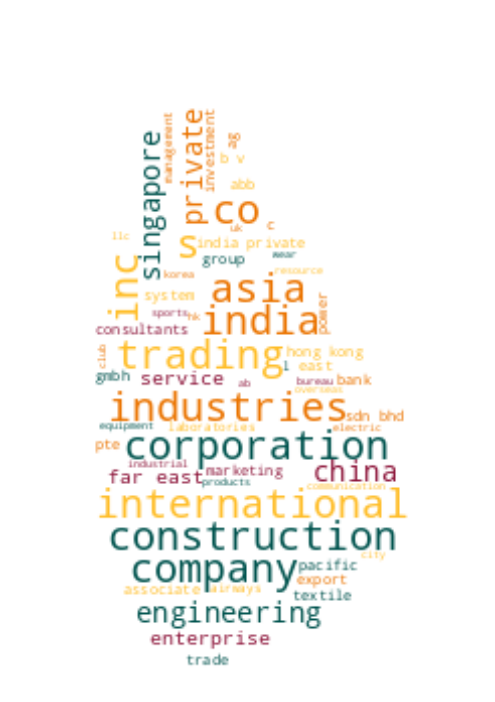 management
private
investment
singapore
ag
b v
abb
co
c
uk
llc
s
india private
inc
wear
group
korea
resource
asia
system
power
sports
hk
india
consultants
trading
hong kong
club
l
east
gmbh
service
ab
bureau
bank
overseas
industries
sdn bhd
equipment
laboratories
electric
pte
corporation
industrial
marketing
china
far east
products
communication
international
construction
city
company
pacific
export
associate
airways
textile
engineering
enterprise
trade